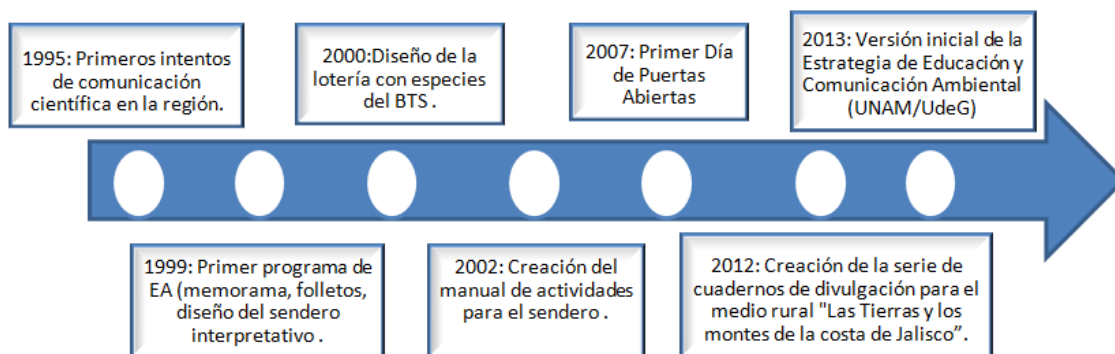 1995: Primeros intentos
de comunicación
científica en la región.
2000:Diseño de la
lotería con especies
del BTS .
2007: Primer Día
de Puertas
Abiertas
2013: Versión inicial de la
Estrategia de Educación y
Comunicación Ambiental
(UNAM/UdeG)
1999: Primer programa de
EA (memorama, folletos,
diseño del sendero
interpretativo .
2002: Creación del
manual de actividades
para el sendero .
2012: Creación de la serie de
cuadernos de divulgación para el
medio rural "Las Tierras y los
montes de la costa de Jalisco”.